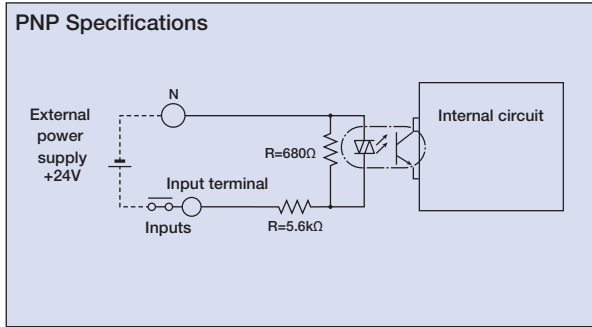 PNP Specifications
N
External
power
supply
+24V
Internal circuit
R=680Ω
Input terminal
Inputs
R=5.6kΩ